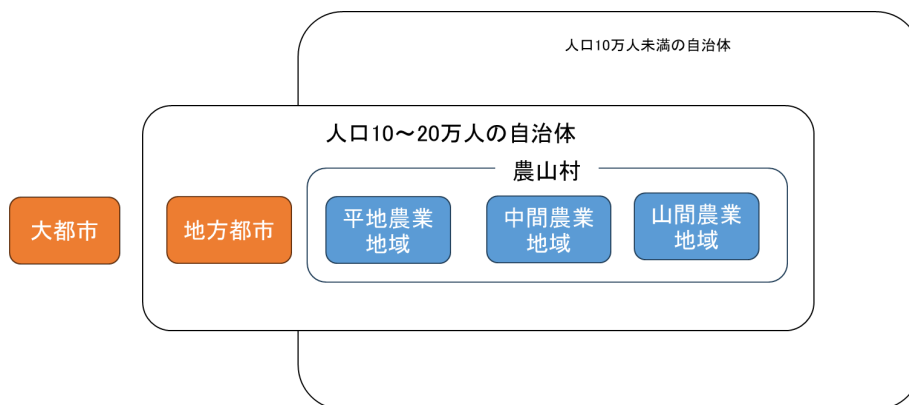 人口10万人未満の自治体
人口10～20万人の自治体
農山村
大都市
地方都市
平地農業
地域
中間農業
地域
山間農業
地域